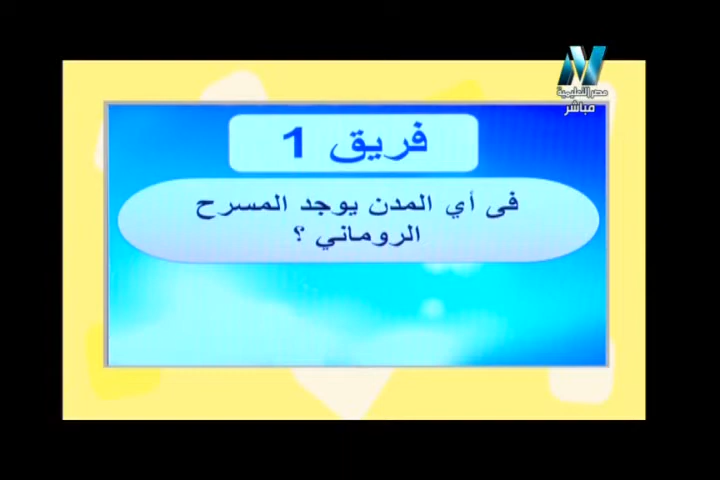 مصر التعليمية
مباشر
فريق 1
فى أي المدن يوجد المسرح
الروماني ؟